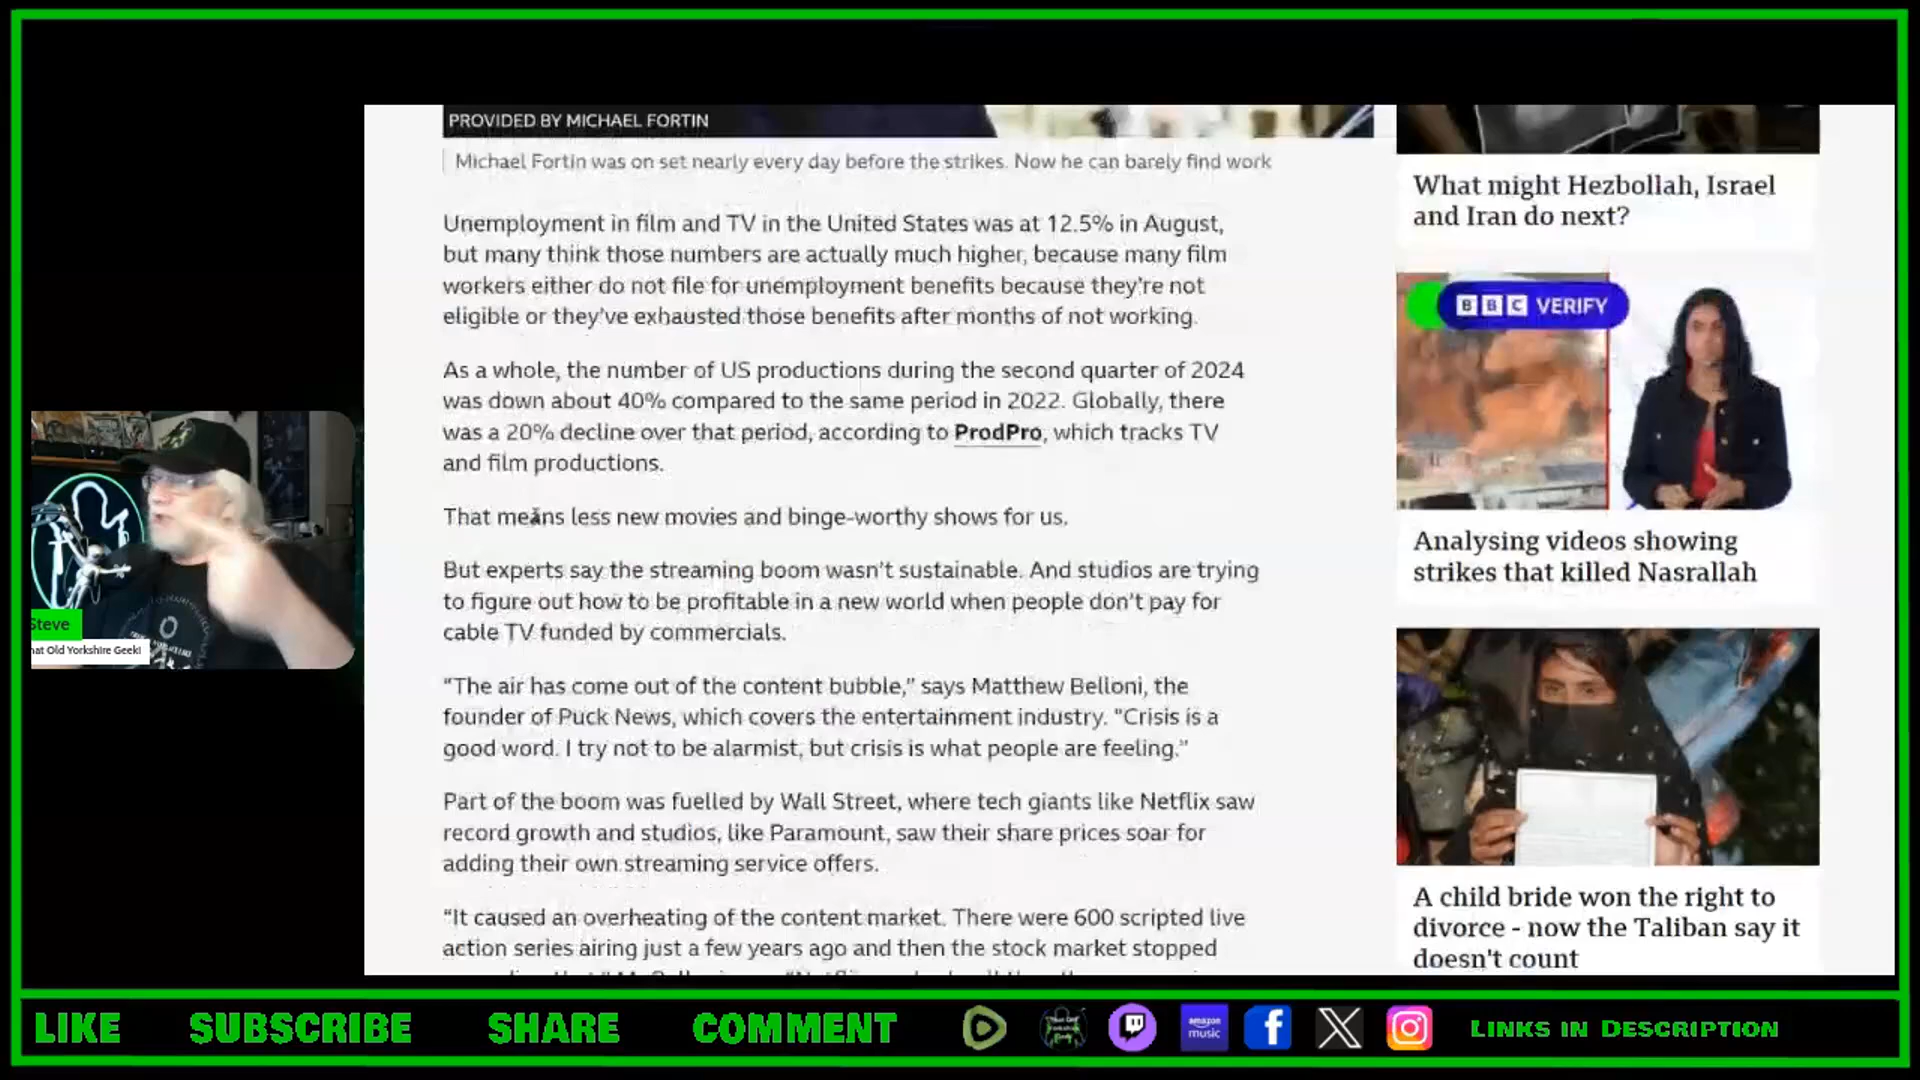 PROVIDED BY MICHAEL FORTIN
Michael Fortin was on set nearly every day before the strikes. Now he can barely find work
Unemployment in film and TV in the United States was at 12.5% in August,
but many think those numbers are actually much higher, because many film
workers either do not file for unemployment benefits because they're not
eligible or they've exhausted those benefits after months of not working.
As a whole, the number of US productions during the second quarter of 2024
was down about 40% compared to the same period in 2022. Globally, there
was a 20% decline over that period, according to ProdPro, which tracks TV
and film productions.
That means less new movies and binge-worthy shows for us.
But experts say the streaming boom wasn't sustainable. And studios are trying
to figure out how to be profitable in a new world when people don't pay for
cable TV funded by commercials.
“The air has come out of the content bubble,” says Matthew Belloni, the
founder of Puck News, which covers the entertainment industry. "Crisis is a
good word. I try not to be alarmist, but crisis is what people are feeling.”
Part of the boom was fuelled by Wall Street, where tech giants like Netflix saw
record growth and studios, like Paramount, saw their share prices soar for
adding their own streaming service offers.
“It caused an overheating of the content market. There were 600 scripted live
action series airing just a few years ago and then the stock market stopped
What might Hezbollah, Israel
and Iran do next?
BBC VERIFY
Analysing videos showing
strikes that killed Nasrallah
A child bride won the right to
divorce - now the Taliban say it
doesn't count
Steve
hat Old Yorkshire Geek!
LIKE SUBSCRIBE SHARE COMMENT
amazon
music
LINKS IN DESCRIPTION